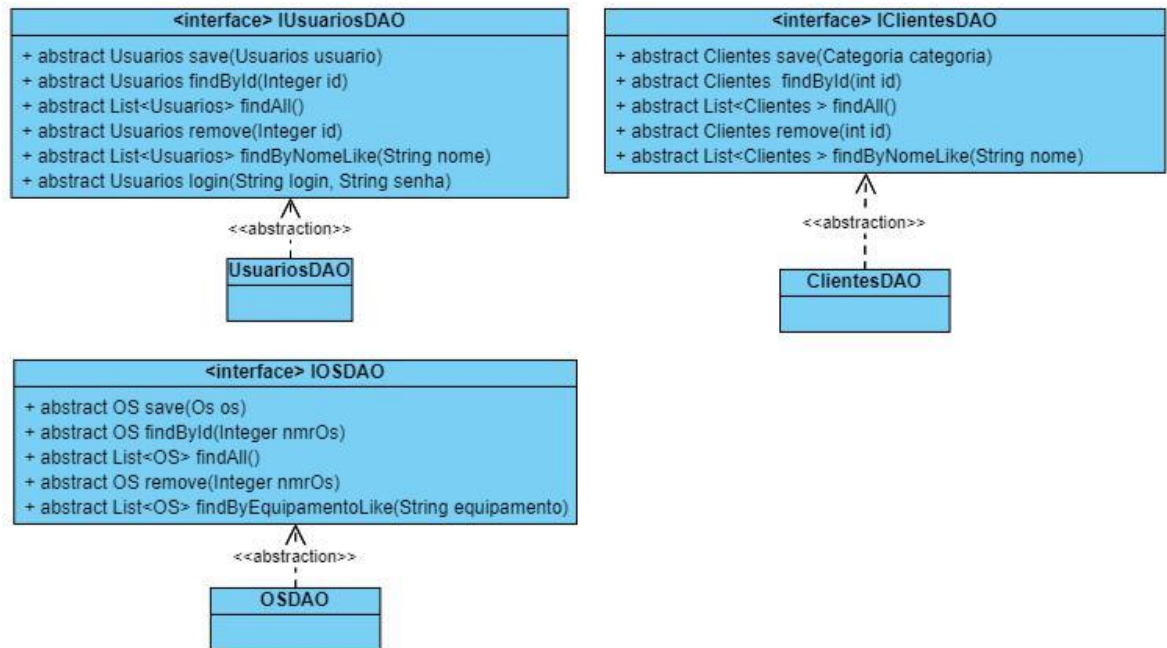 <interface> IUsuariosDAO
+ abstract Usuarios save(Usuarios usuario)
+ abstract Usuarios findById(Integer id)
+ abstract List<Usuarios> findAll()
+ abstract Usuarios remove(Integer id)
+ abstract List<Usuarios> findByNomeLike(String nome)
+ abstract Usuarios login(String login, String senha)
<<abstraction>>
UsuariosDAO
<interface> IClientesDAO
+ abstract Clientes save(Categoria categoria)
+ abstract Clientes  findById(int id)
+ abstract List<Clientes > findAll()
+ abstract Clientes remove(int id)
+ abstract List<Clientes > findByNomeLike(String nome)
<<abstraction>>
ClientesDAO
<interface> IOSDAO
+ abstract OS save(Os os)
+ abstract OS findById(Integer nmrOs)
+ abstract List<OS> findAll()
+ abstract OS remove(Integer nmrOs)
+ abstract List<OS> findByEquipamentoLike(String equipamento)
<<abstraction>>
OSDAO